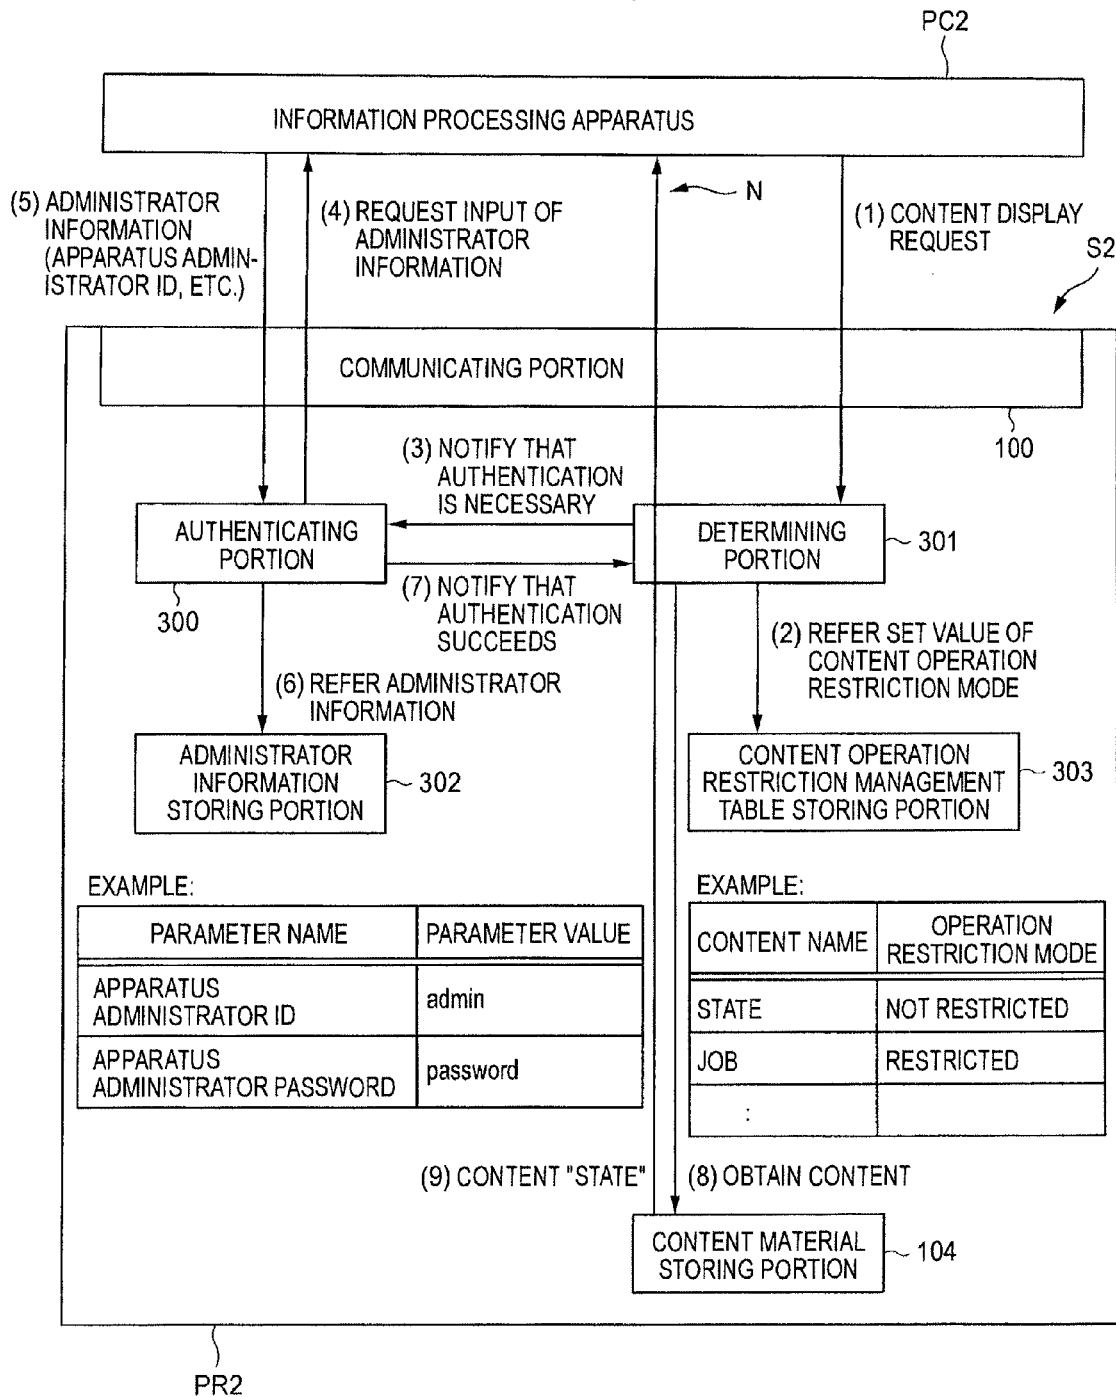 PC2
INFORMATION PROCESSING APPARATUS
(5) ADMINISTRATOR
INFORMATION
(APPARATUS ADMIN-
ISTRATOR ID, ETC.)
(4) REQUEST INPUT OF
ADMINISTRATOR
INFORMATION
N
(1) CONTENT DISPLAY
REQUEST
S2
COMMUNICATING PORTION
100
(3) NOTIFY THAT
AUTHENTICATION
IS NECESSARY
AUTHENTICATING
PORTION
300
DETERMINING
PORTION
301
(7) NOTIFY THAT
AUTHENTICATION
SUCCEEDS
(2) REFER SET VALUE OF
CONTENT OPERATION
RESTRICTION MODE
(6) REFER ADMINISTRATOR
INFORMATION
ADMINISTRATOR
INFORMATION
STORING PORTION
302
CONTENT OPERATION
RESTRICTION MANAGEMENT
TABLE STORING PORTION
303
EXAMPLE:
PARAMETER NAME
PARAMETER VALUE
APPARATUS
ADMINISTRATOR ID
admin
APPARATUS
ADMINISTRATOR PASSWORD
password
EXAMPLE:
CONTENT NAME
OPERATION
RESTRICTION MODE
STATE
NOT RESTRICTED
JOB
RESTRICTED
:
(9) CONTENT "STATE"
(8) OBTAIN CONTENT
CONTENT MATERIAL
STORING PORTION
104
PR2